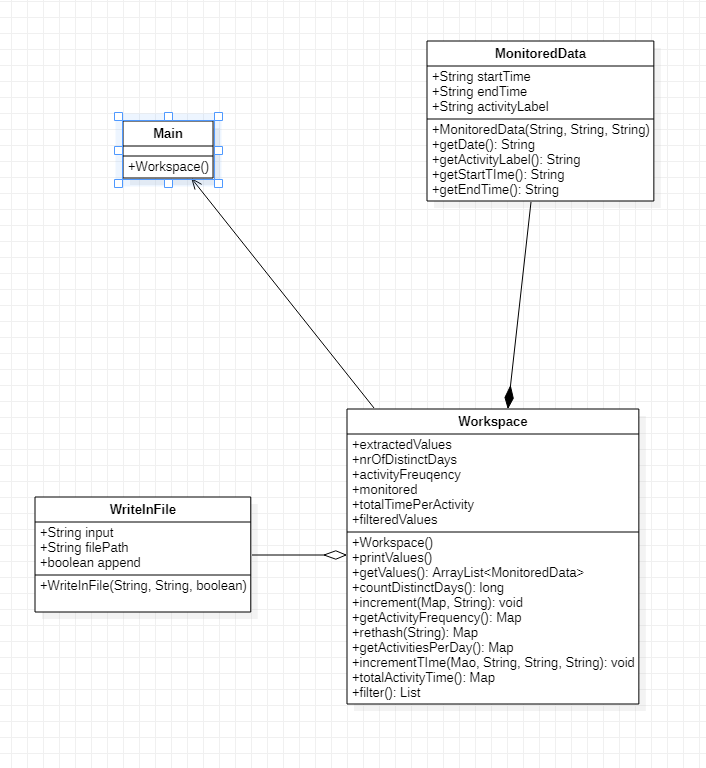 MonitoredData
+String startTime
+String endTime
+String activityLabel
+MonitoredData(String, String, String)
+getDate(): String
+getActivityLabel(): String
+getStartTIme(): String
+getEndTime(): String
Main
+Workspace()
Workspace
+extractedValues
+nrOfDistinctDays
+activityFreuqency
+monitored
+totalTimePerActivity
+filteredValues
+Workspace()
+printValues()
+getValues(): ArrayList<MonitoredData>
+countDistinctDays(): long
+increment(Map, String): void
+getActivityFrequency(): Map
+rethash(String): Map
+getActivitiesPerDay(): Map
+incrementTIme(Mao, String, String, String): void
+totalActivityTime(): Map
+filter(): List
WriteInFile
+String input
+String filePath
+boolean append
+WriteInFile(String, String, boolean)